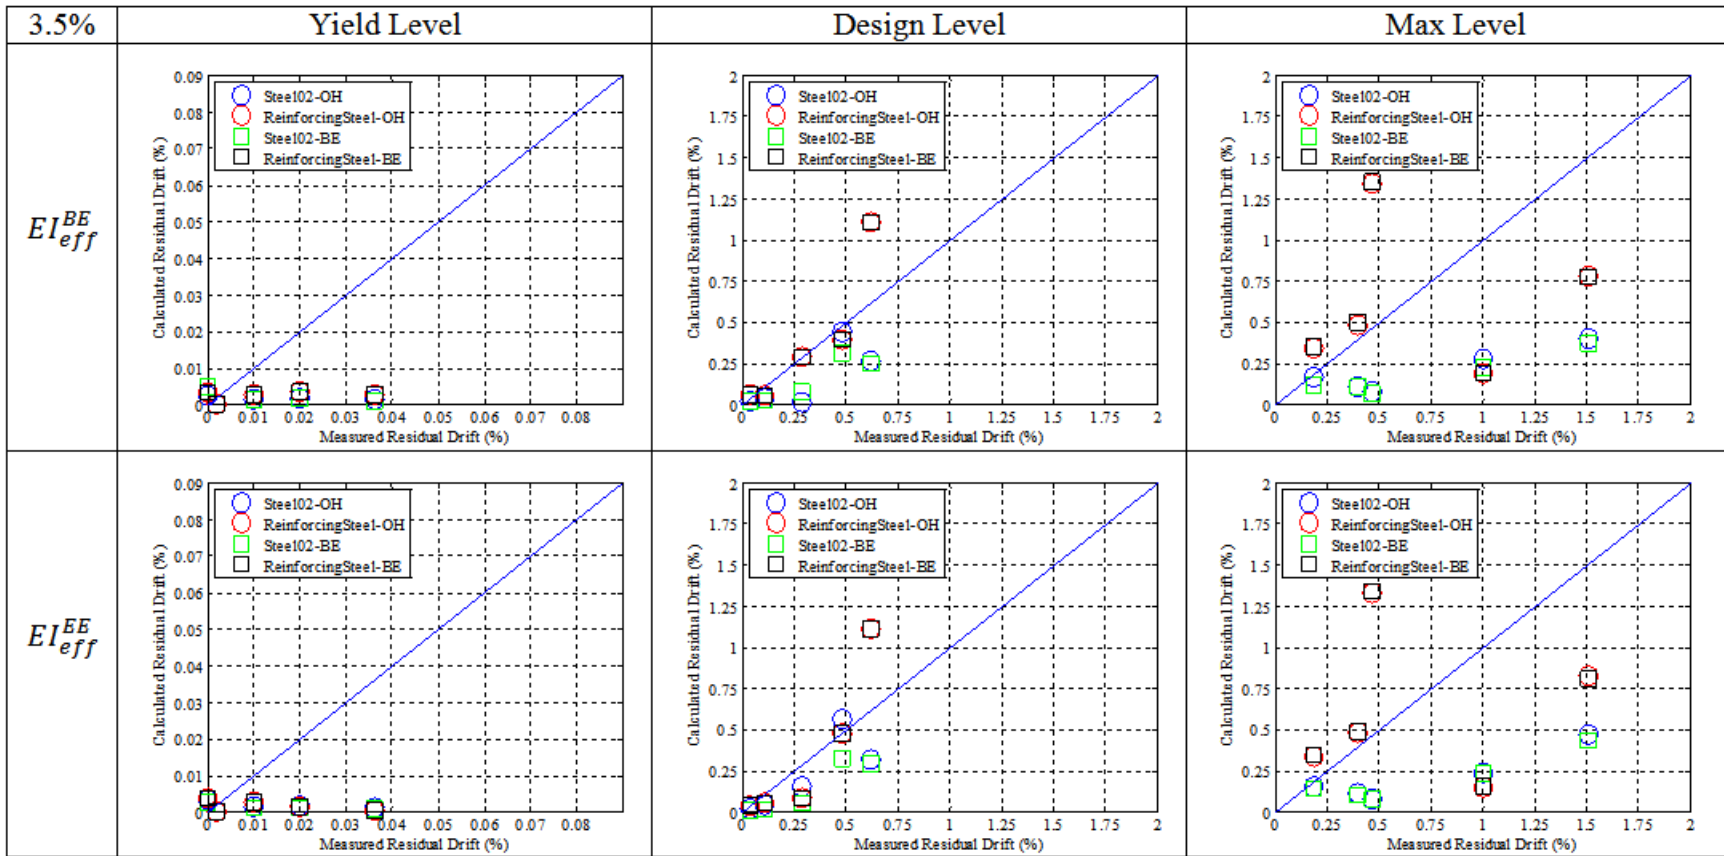 3.5% Yield Level Design Level Max Level
EI_eff^BE
Calculated Residual Drift (%)
0.09
0.08
0.07
0.06
0.05
0.04
0.03
0.02
0.01
0
Steel02-OH
ReinforcingSteel-OH
Steel02-BE
ReinforcingSteel-BE
0 0.01 0.02 0.03 0.04 0.05 0.06 0.07 0.08
Measured Residual Drift (%)
Calculated Residual Drift (%)
2
1.75
1.5
1.25
1
0.75
0.5
0.25
0
Steel02-OH
ReinforcingSteel-OH
Steel02-BE
ReinforcingSteel-BE
0 0.25 0.5 0.75 1 1.25 1.5 1.75 2
Measured Residual Drift (%)
Calculated Residual Drift (%)
2
1.75
1.5
1.25
1
0.75
0.5
0.25
0
Steel02-OH
ReinforcingSteel-OH
Steel02-BE
ReinforcingSteel-BE
0 0.25 0.5 0.75 1 1.25 1.5 1.75 2
Measured Residual Drift (%)
EI_eff^EE
Calculated Residual Drift (%)
0.09
0.08
0.07
0.06
0.05
0.04
0.03
0.02
0.01
0
Steel02-OH
ReinforcingSteel-OH
Steel02-BE
ReinforcingSteel-BE
0 0.01 0.02 0.03 0.04 0.05 0.06 0.07 0.08
Measured Residual Drift (%)
Calculated Residual Drift (%)
2
1.75
1.5
1.25
1
0.75
0.5
0.25
0
Steel02-OH
ReinforcingSteel-OH
Steel02-BE
ReinforcingSteel-BE
0 0.25 0.5 0.75 1 1.25 1.5 1.75 2
Measured Residual Drift (%)
Calculated Residual Drift (%)
2
1.75
1.5
1.25
1
0.75
0.5
0.25
0
Steel02-OH
ReinforcingSteel-OH
Steel02-BE
ReinforcingSteel-BE
0 0.25 0.5 0.75 1 1.25 1.5 1.75 2
Measured Residual Drift (%)